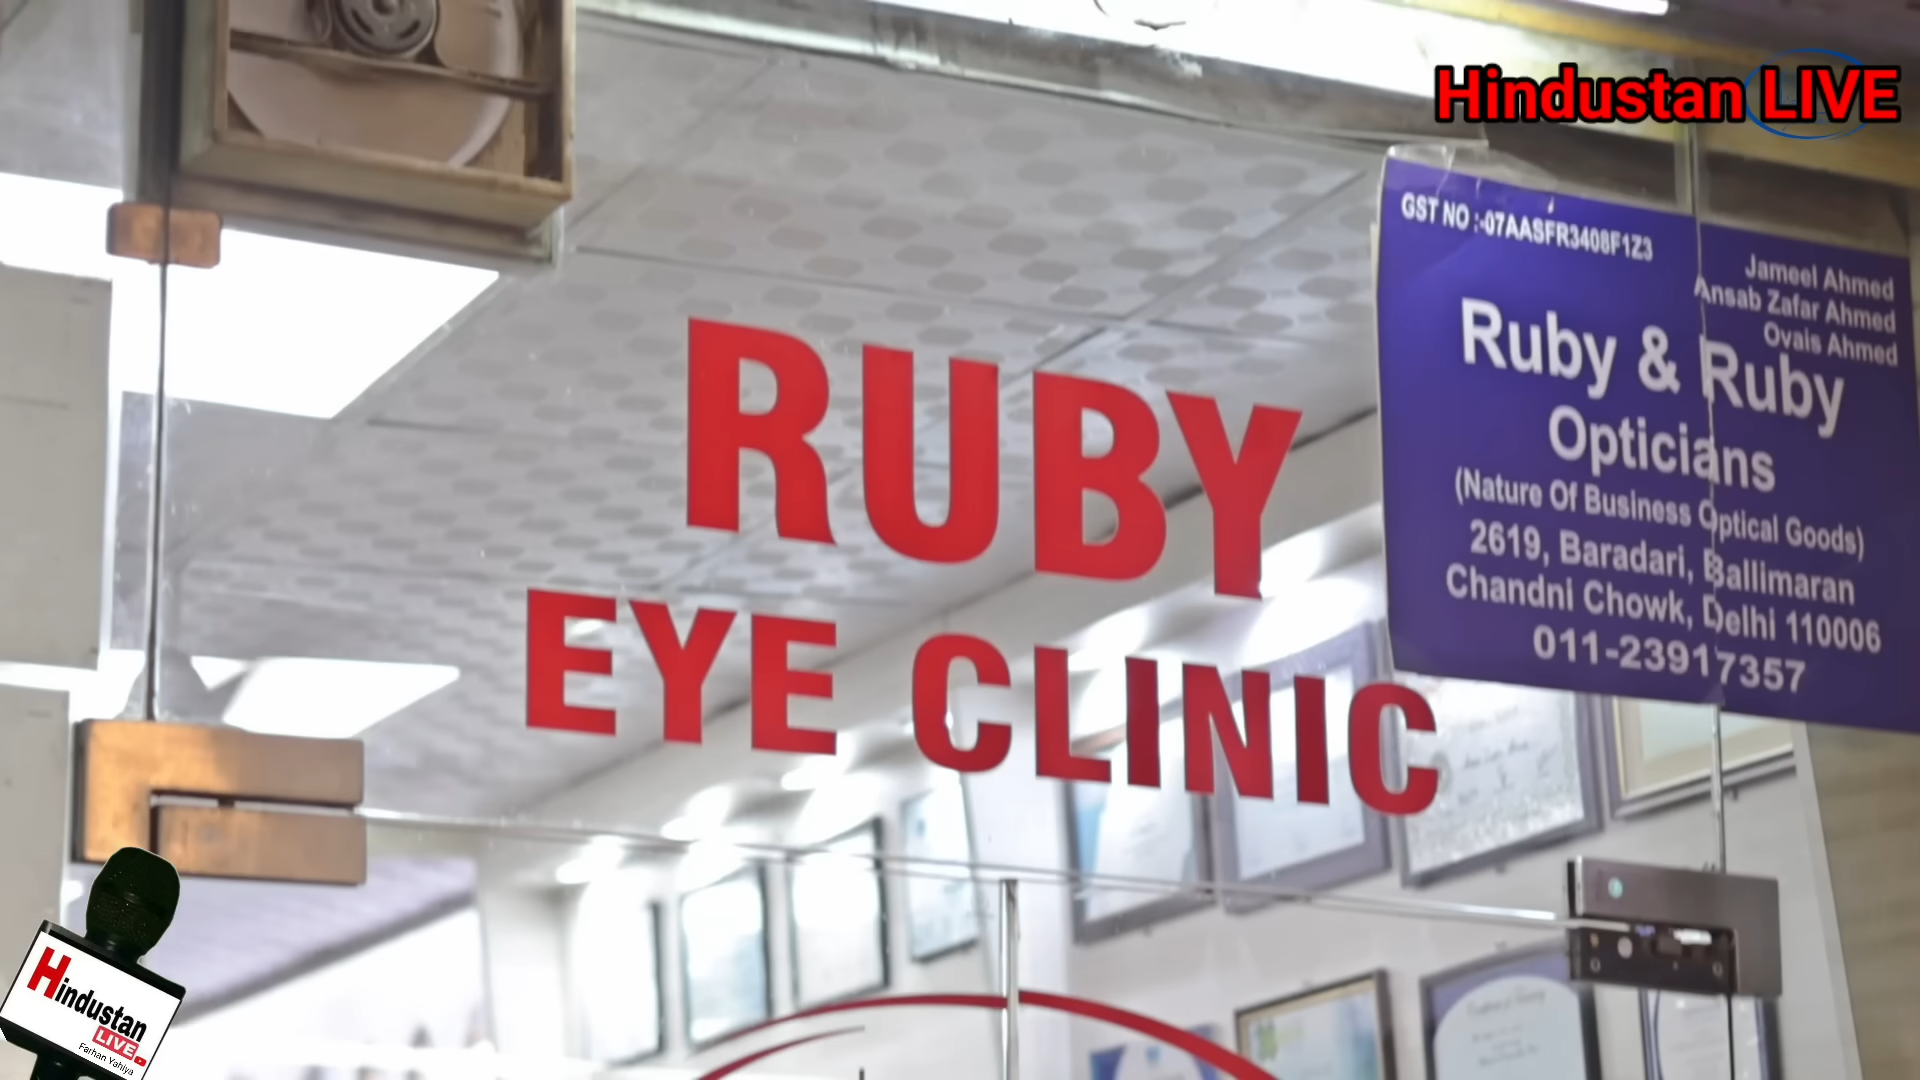 Hindustan LIVE
GST NO :-07AASFR3408F1Z3
Jameel Ahmed
Ansab Zafar Ahmed
Ovais Ahmed
Ruby & Ruby
Opticians
(Nature Of Business Optical Goods)
2619, Baradari, Ballimaran
Chandni Chowk, Delhi 110006
011-23917357
RUBY
EYE CLINIC
Hindustan
LIVE
Farhan Yahiya